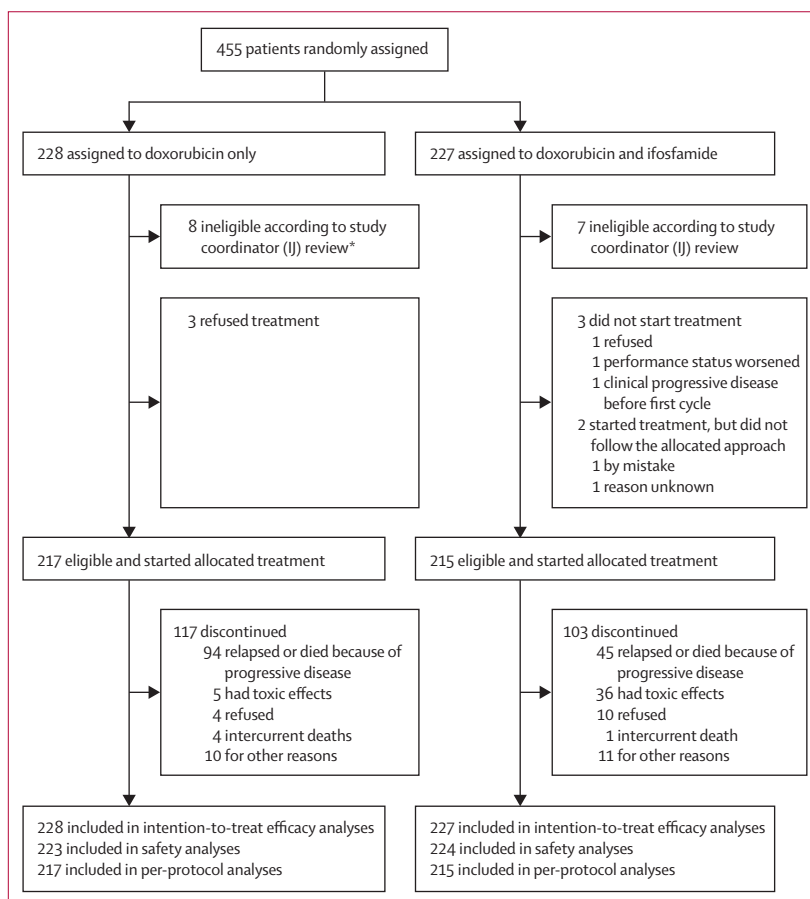 455 patients randomly assigned
228 assigned to doxorubicin only
227 assigned to doxorubicin and ifosfamide
8 ineligible according to study
coordinator (IJ) review*
7 ineligible according to study
coordinator (IJ) review
3 refused treatment
3 did not start treatment
1 refused
1 performance status worsened
1 clinical progressive disease
before first cycle
2 started treatment, but did not
follow the allocated approach
1 by mistake
1 reason unknown
217 eligible and started allocated treatment
215 eligible and started allocated treatment
117 discontinued
94 relapsed or died because of
progressive disease
5 had toxic effects
4 refused
4 intercurrent deaths
10 for other reasons
103 discontinued
45 relapsed or died because of
progressive disease
36 had toxic effects
10 refused
1 intercurrent death
11 for other reasons
228 included in intention-to-treat efficacy analyses
223 included in safety analyses
217 included in per-protocol analyses
227 included in intention-to-treat efficacy analyses
224 included in safety analyses
215 included in per-protocol analyses